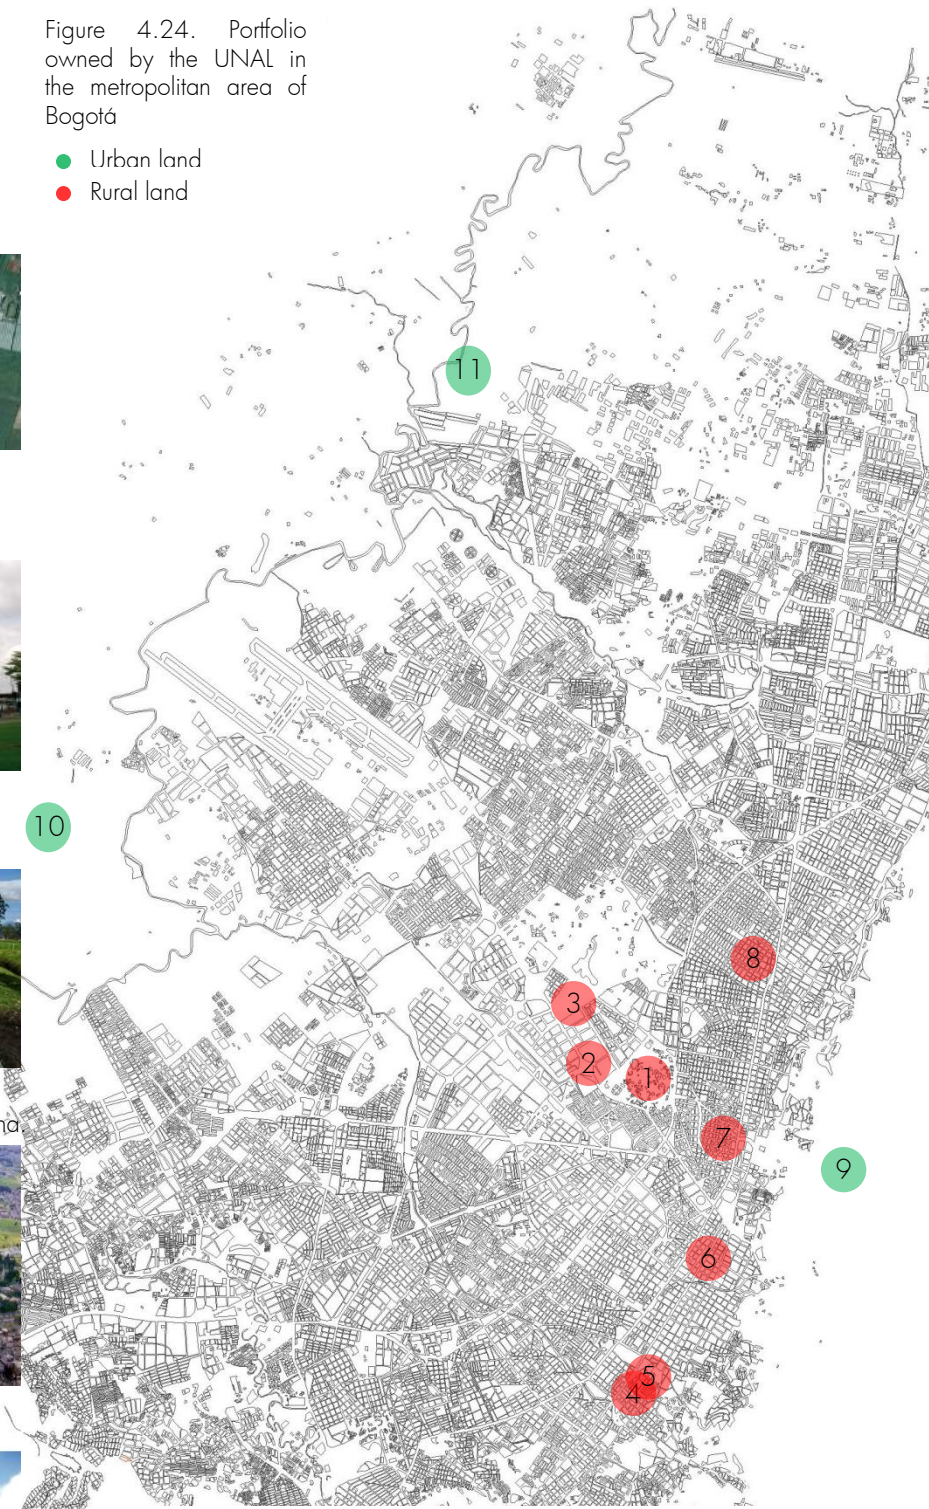 Figure 4.24. Portfolio
owned by the UNAL in
the metropolitan area of
Bogotá
Urban land
Rural land
11
10
8
3
2
1
7
9
6
5
4